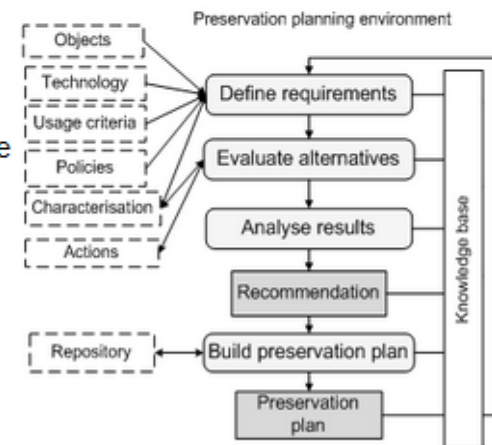 Preservation planning environment
Objects
Technology
Usage criteria
Policies
Characterisation
Actions
Repository
e
Define requirements
Evaluate alternatives
Analyse results
Recommendation
Build preservation plan
Preservation
plan
Knowledge base